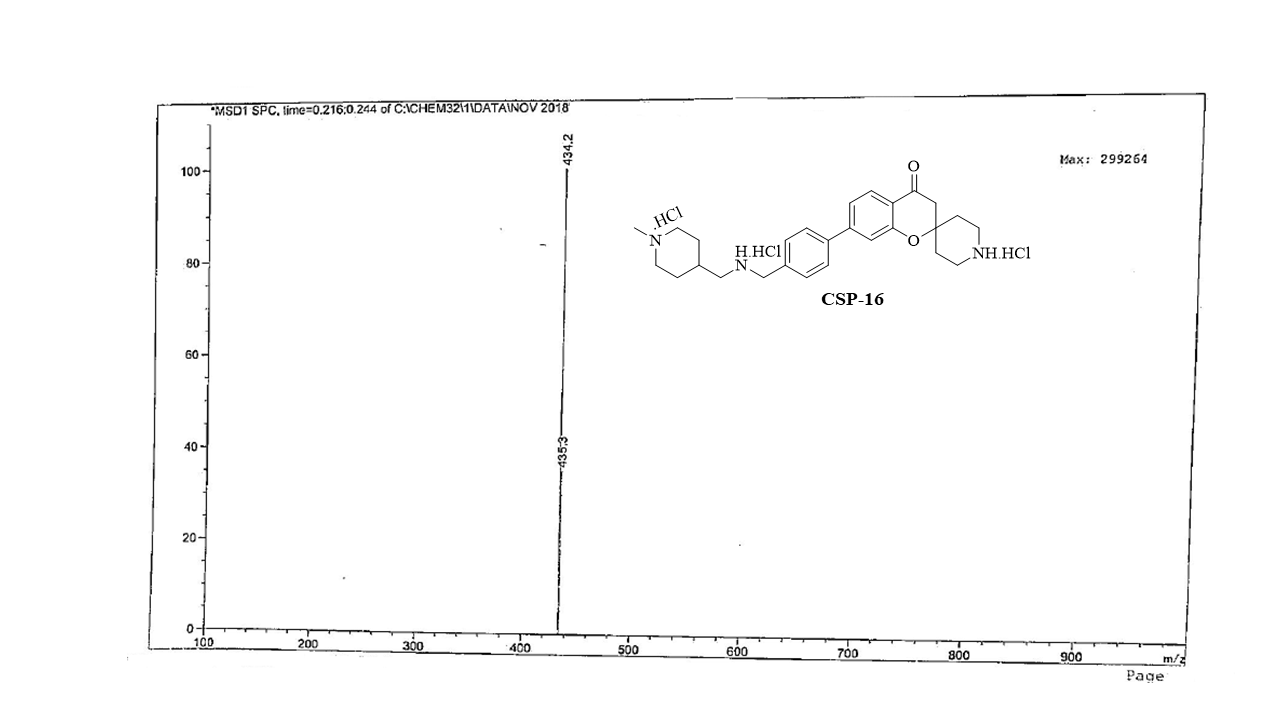 *MSD1 SPC, time=0.216:0.244 of C:\CHEM32\1\DATA\NOV 2018
434.2
Max: 299264
100
80
60
40
20
0
435.3
O
.HCl
N
H.HCl
N
O
NH.HCl
CSP-16
100 200 300 400 500 600 700 800 900 m/z
Page